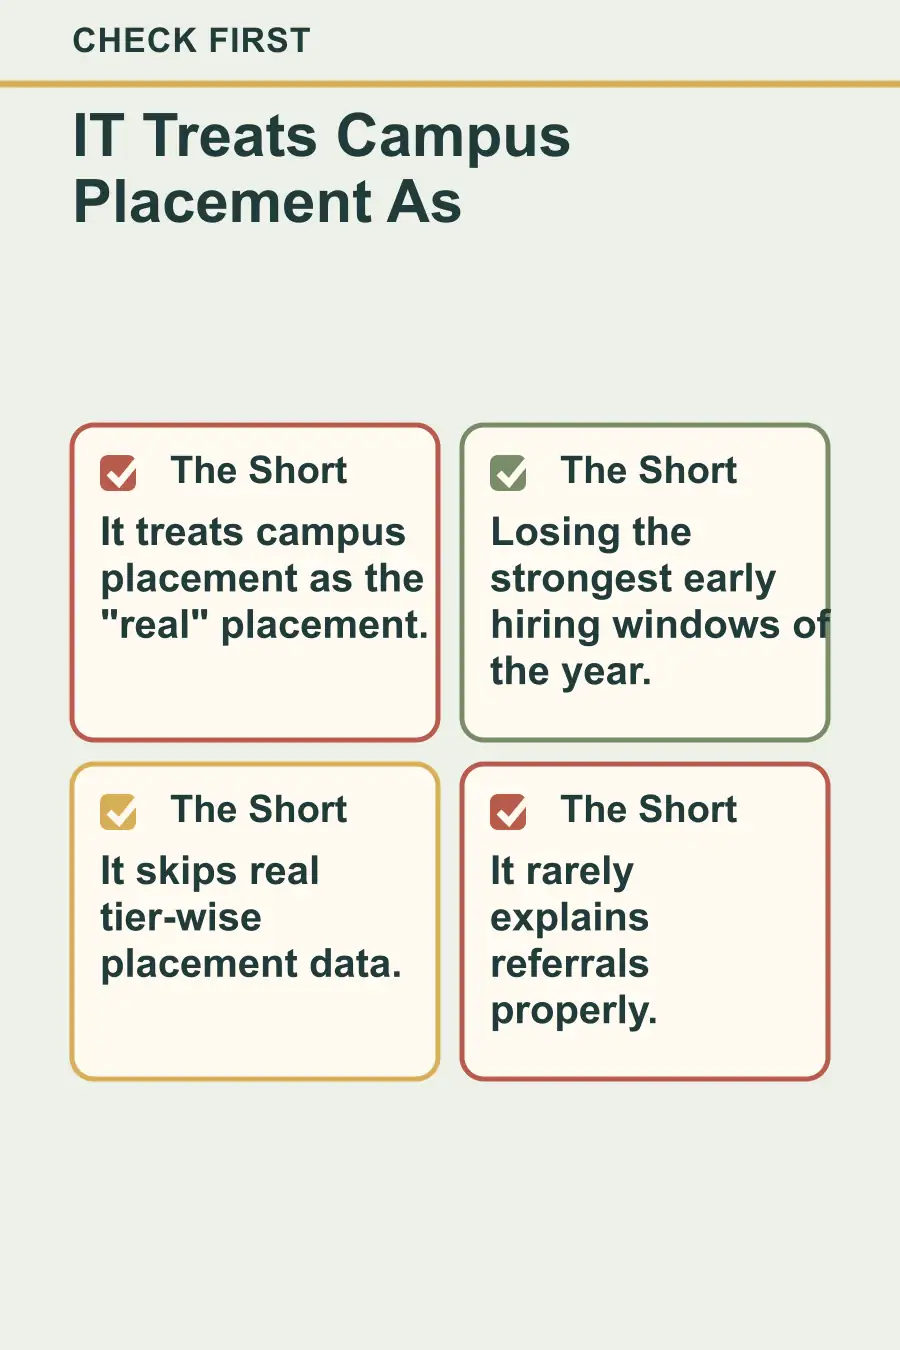 CHECK FIRST
IT Treats Campus
Placement As
The Short
It treats campus
placement as the
"real" placement.
The Short
Losing the
strongest early
hiring windows of
the year.
The Short
It skips real
tier-wise
placement data.
The Short
It rarely
explains
referrals
properly.